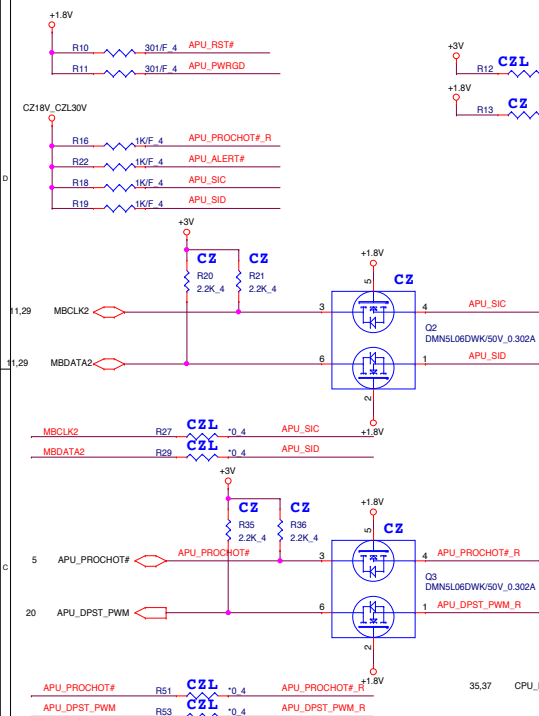 +1.8V
R10 301/F_4 APU_RST#
R11 301/F_4 APU_PWRGD
+3V
R12 CZL
+1.8V
R13 CZ
CZ18V_CZL30V
R16 1K/F_4 APU_PROCHOT#_R
R22 1K/F_4 APU_ALERT#
R18 1K/F_4 APU_SIC
R19 1K/F_4 APU_SID
D
+3V
CZ CZ
R20 R21
2.2K_4 2.2K_4
+1.8V
5 CZ
11,29 MBCLK2 3 4 APU_SIC
Q2
DMN5L06DWK/50V_0.302A
11,29 MBDATA2 6 1 APU_SID
2
+1.8V
MBCLK2 R27 CZL *0_4 APU_SIC
MBDATA2 R29 CZL *0_4 APU_SID
+3V
CZ CZ
R35 R36
2.2K_4 2.2K_4
+1.8V
5 CZ
5 APU_PROCHOT# APU_PROCHOT# 3 4 APU_PROCHOT#_R
C
Q3
DMN5L06DWK/50V_0.302A
20 APU_DPST_PWM 6 1 APU_DPST_PWM_R
2
+1.8V
APU_PROCHOT# R51 CZL *0_4 APU_PROCHOT#_R
35,37
APU_DPST_PWM R53 CZL *0_4 APU_DPST_PWM_R